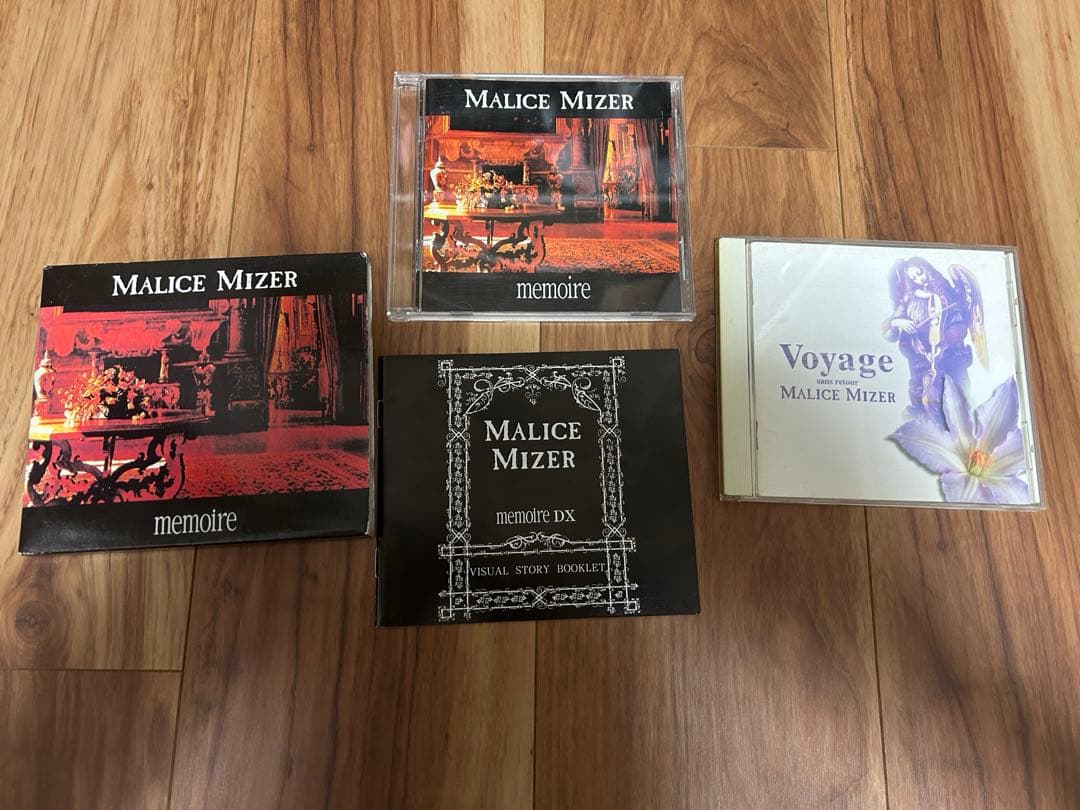 MALICE MIZER
memoire
MALICE MIZER
memoire
MALICE
MIZER
memoire DX
VISUAL STORY BOOKLET
Voyage
sans retour
MALICE MIZER